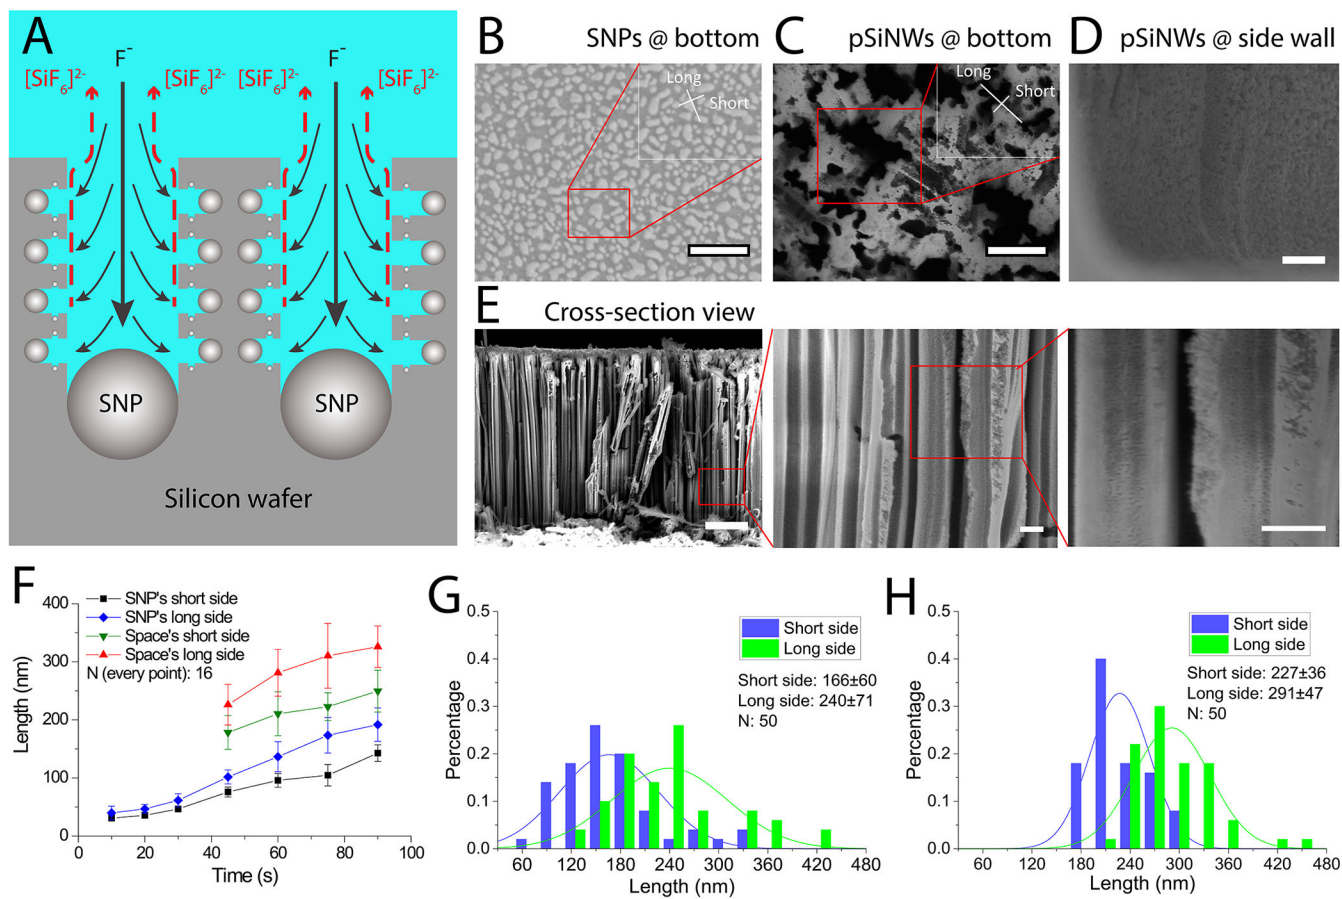 A
F⁻
F⁻
[SiF₆]²⁻
[SiF₆]²⁻
[SiF₆]²⁻
[SiF₆]²⁻
SNP
SNP
Silicon wafer
B
SNPs @ bottom
Long
Short
C
pSiNWs @ bottom
Long
Short
D
pSiNWs @ side wall
E
Cross-section view
F
Length (nm)
400
300
200
100
0
SNP's short side
SNP's long side
Space's short side
Space's long side
N (every point): 16
0 20 40 60 80 100
Time (s)
G
Percentage
0.5
0.4
0.3
0.2
0.1
0.0
Short side
Long side
Short side: 166±60
Long side: 240±71
N: 50
60 120 180 240 300 360 420 480
Length (nm)
H
Percentage
0.5
0.4
0.3
0.2
0.1
0.0
Short side
Long side
Short side: 227±36
Long side: 291±47
N: 50
60 120 180 240 300 360 420 480
Length (nm)